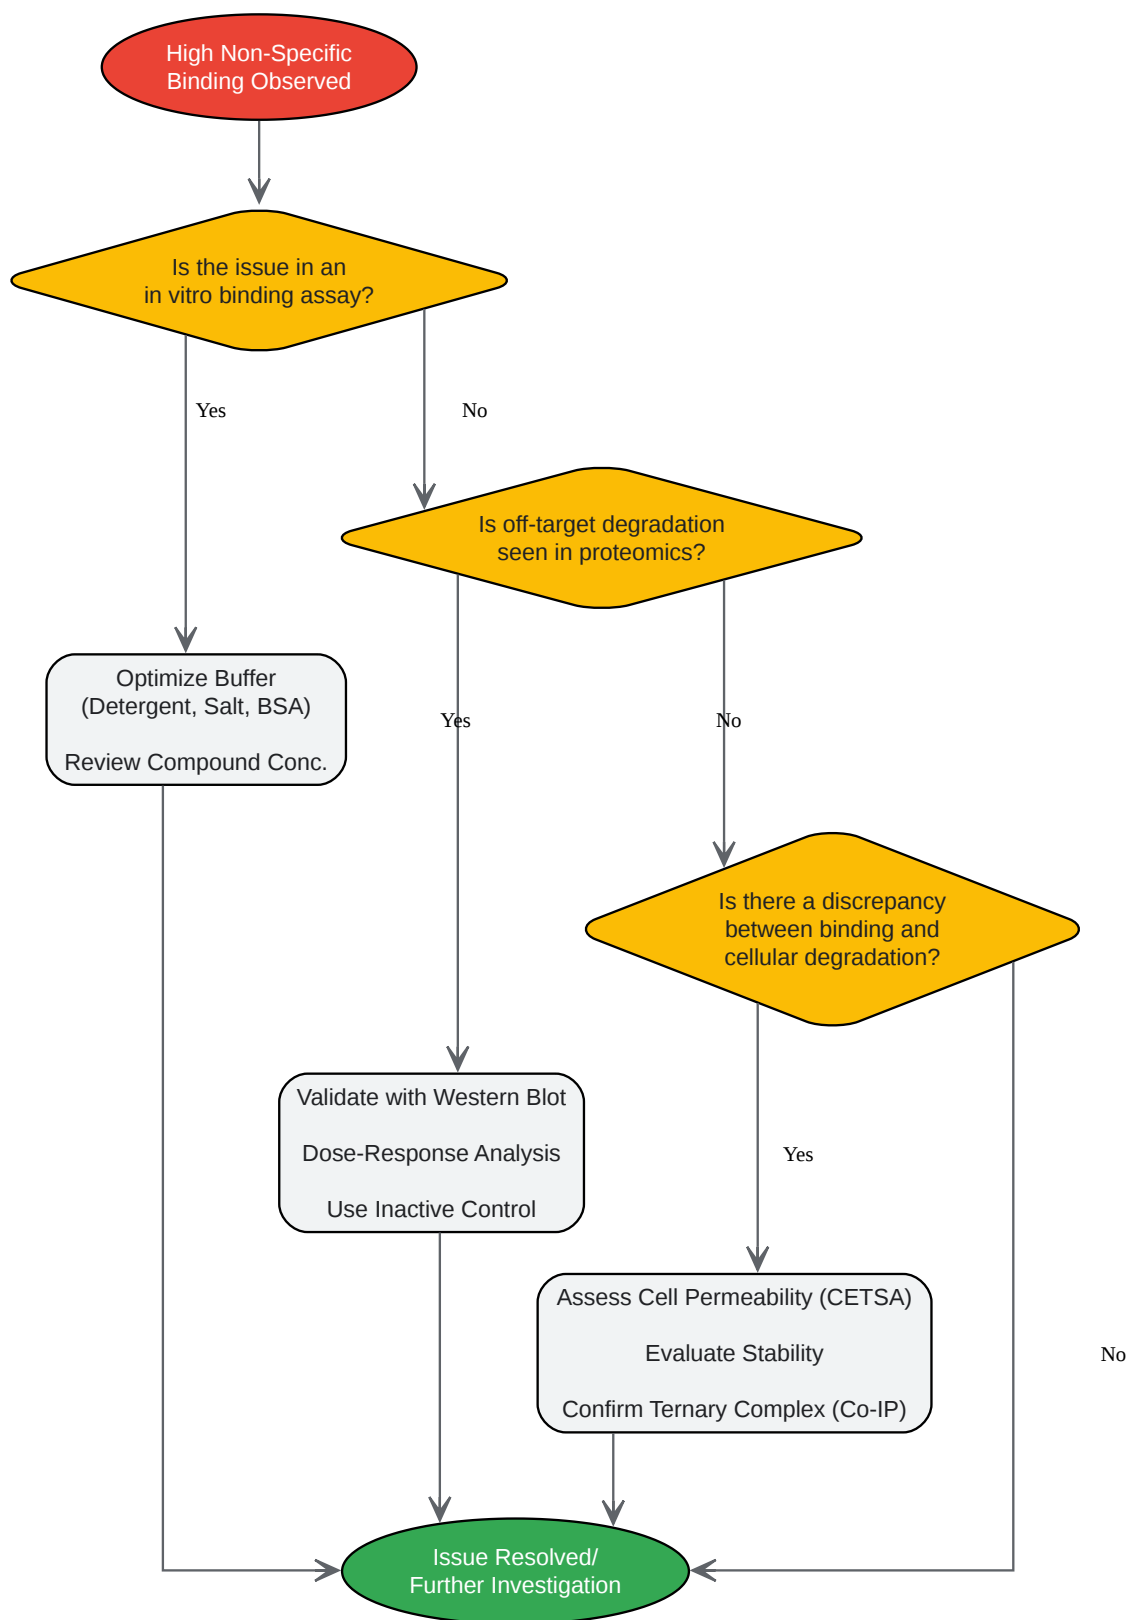 High Non-Specific
Binding Observed
Is the issue in an
in vitro binding assay?
Yes
No
Is off-target degradation
seen in proteomics?
Optimize Buffer
(Detergent, Salt, BSA)
Review Compound Conc.
Yes
No
Is there a discrepancy
between binding and
cellular degradation?
Validate with Western Blot
Dose-Response Analysis
Use Inactive Control
Yes
Assess Cell Permeability (CETSA)
Evaluate Stability
Confirm Ternary Complex (Co-IP)
No
Issue Resolved/
Further Investigation